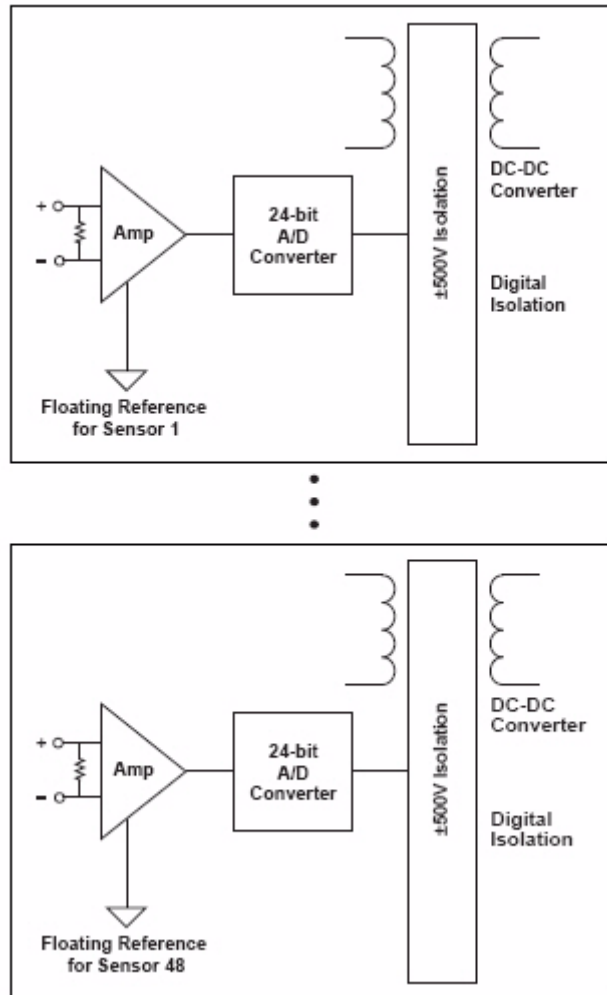 DC-DC
Converter
+
Amp
24-bit
A/D
Converter
±500V Isolation
Digital
Isolation
-
Floating Reference
for Sensor 1
DC-DC
Converter
+
Amp
24-bit
A/D
Converter
±500V Isolation
Digital
Isolation
-
Floating Reference
for Sensor 48